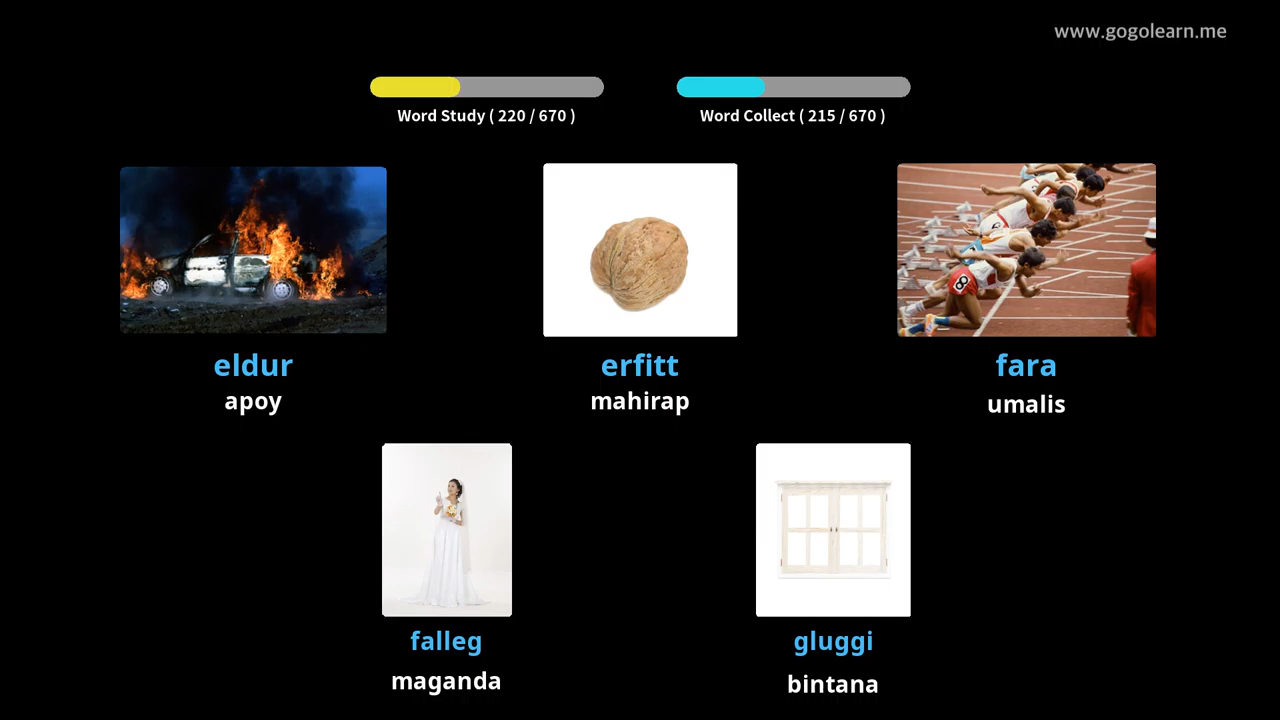 www.gogolearn.me
Word Study ( 220 / 670 )
Word Collect ( 215 / 670 )
eldur
apoy
erfitt
mahirap
fara
umalis
8
falleg
maganda
gluggi
bintana